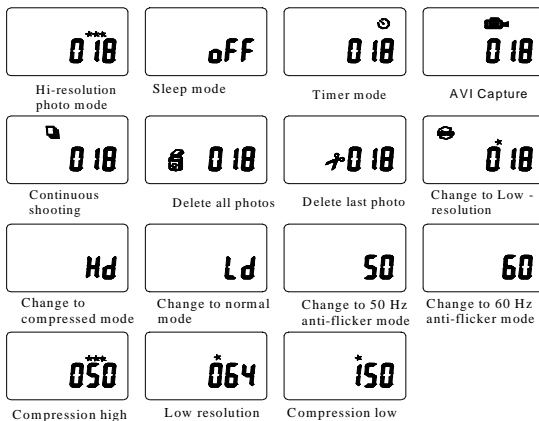 ***
018
Hi-resolution
photo mode
oFF
Sleep mode
018
Timer mode
018
AVI Capture
018
Continuous
shooting
018
Delete all photos
018
Delete last photo
*
018
Change to Low -
resolution
Hd
Change to
compressed mode
Ld
Change to normal
mode
50
Change to 50 Hz
anti-flicker mode
60
Change to 60 Hz
anti-flicker mode
***
050
Compression high
*
064
Low resolution
*
150
Compression low